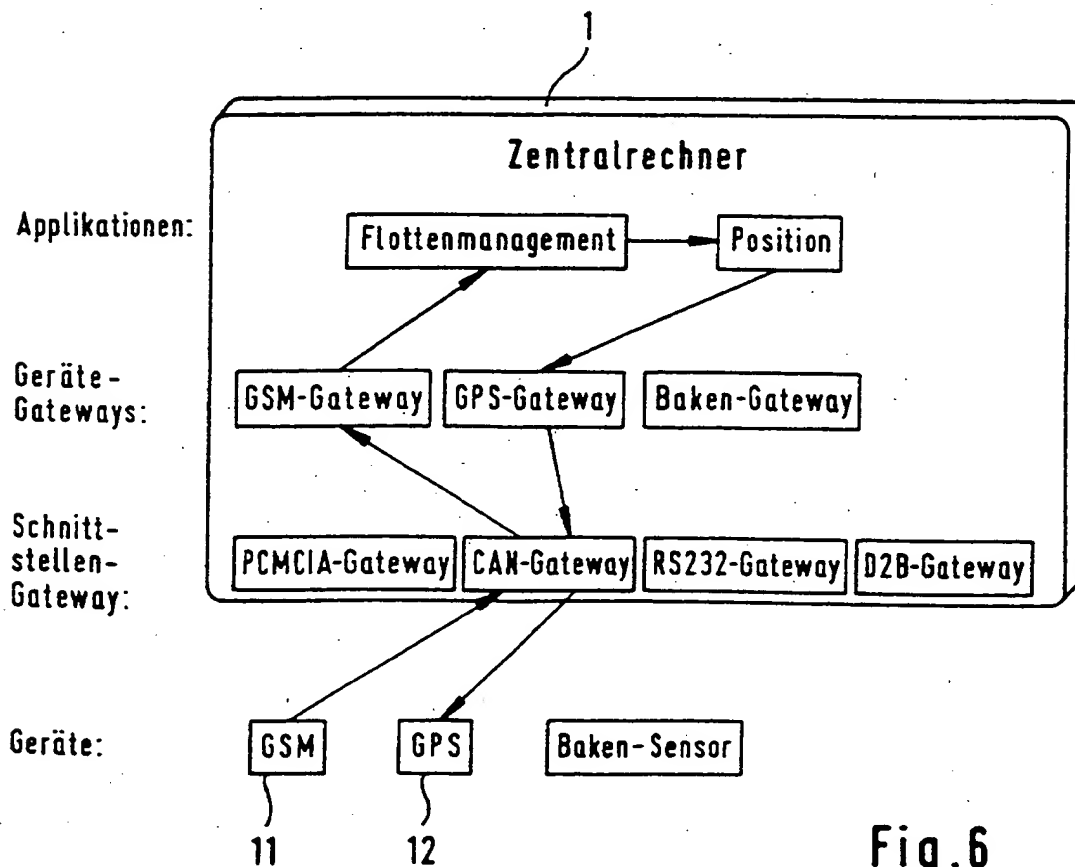 1
Zentralrechner
Applikationen:
Flottenmanagement
Position
Geräte-
Gateways:
GSM-Gateway
GPS-Gateway
Baken-Gateway
Schnitt-
stellen-
Gateway:
PCMCIA-Gateway
CAN-Gateway
RS232-Gateway
D2B-Gateway
Geräte:
GSM
GPS
Baken-Sensor
11
12
Fig.6